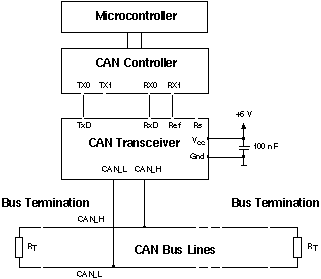 Microcontroller
CAN Controller
TX0 TX1 RX0 RX1
+5 V
TxD RxD Ref Rs
Vcc
CAN Transceiver
100 nF
Gnd
CAN_L CAN_H
Bus Termination Bus Termination
CAN_H
RT CAN Bus Lines RT
CAN_L